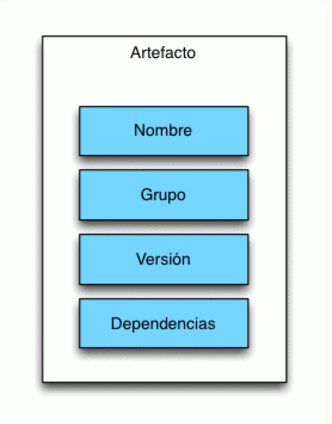 Artefacto
Nombre
Grupo
Versión
Dependencias